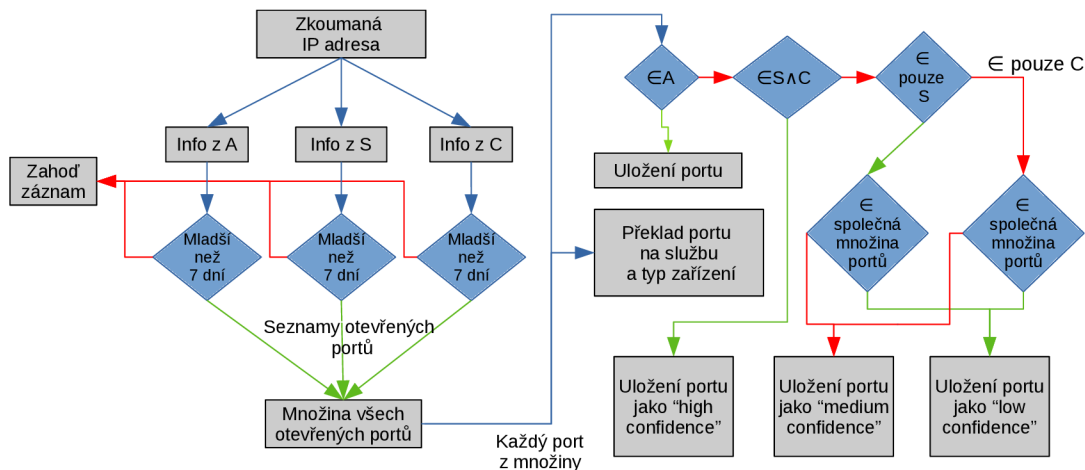 Zkoumaná
IP adresa
Info z A
Info z S
Info z C
Zahoď
záznam
Mladší
než
7 dní
Mladší
než
7 dní
Mladší
než
7 dní
Seznamy otevřených
portů
Množina všech
otevřených portů
Každý port
z množiny
∈A
∈S∧C
∈
pouze
S
∈ pouze C
Uložení portu
Překlad portu
na službu
a typ zařízení
∈
společná
množina
portů
∈
společná
množina
portů
Uložení portu
jako “high
confidence”
Uložení portu
jako “medium
confidence”
Uložení portu
jako “low
confidence”